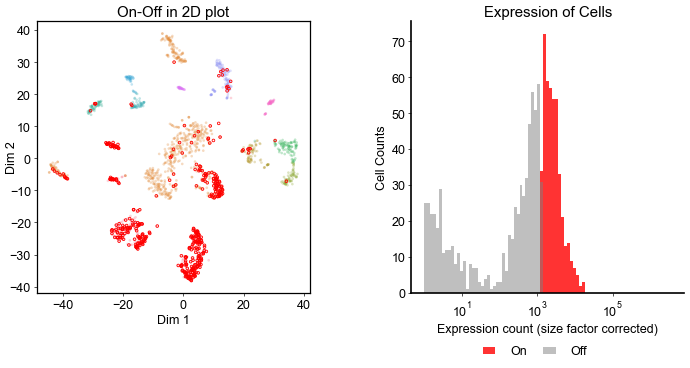 On-Off in 2D plot
40
30
20
10
0
−10
−20
−30
−40
Dim 2
−40 −20 0 20 40
Dim 1
Expression of Cells
70
60
50
40
30
20
10
0
Cell Counts
10^1 10^3 10^5
Expression count (size factor corrected)
On Off